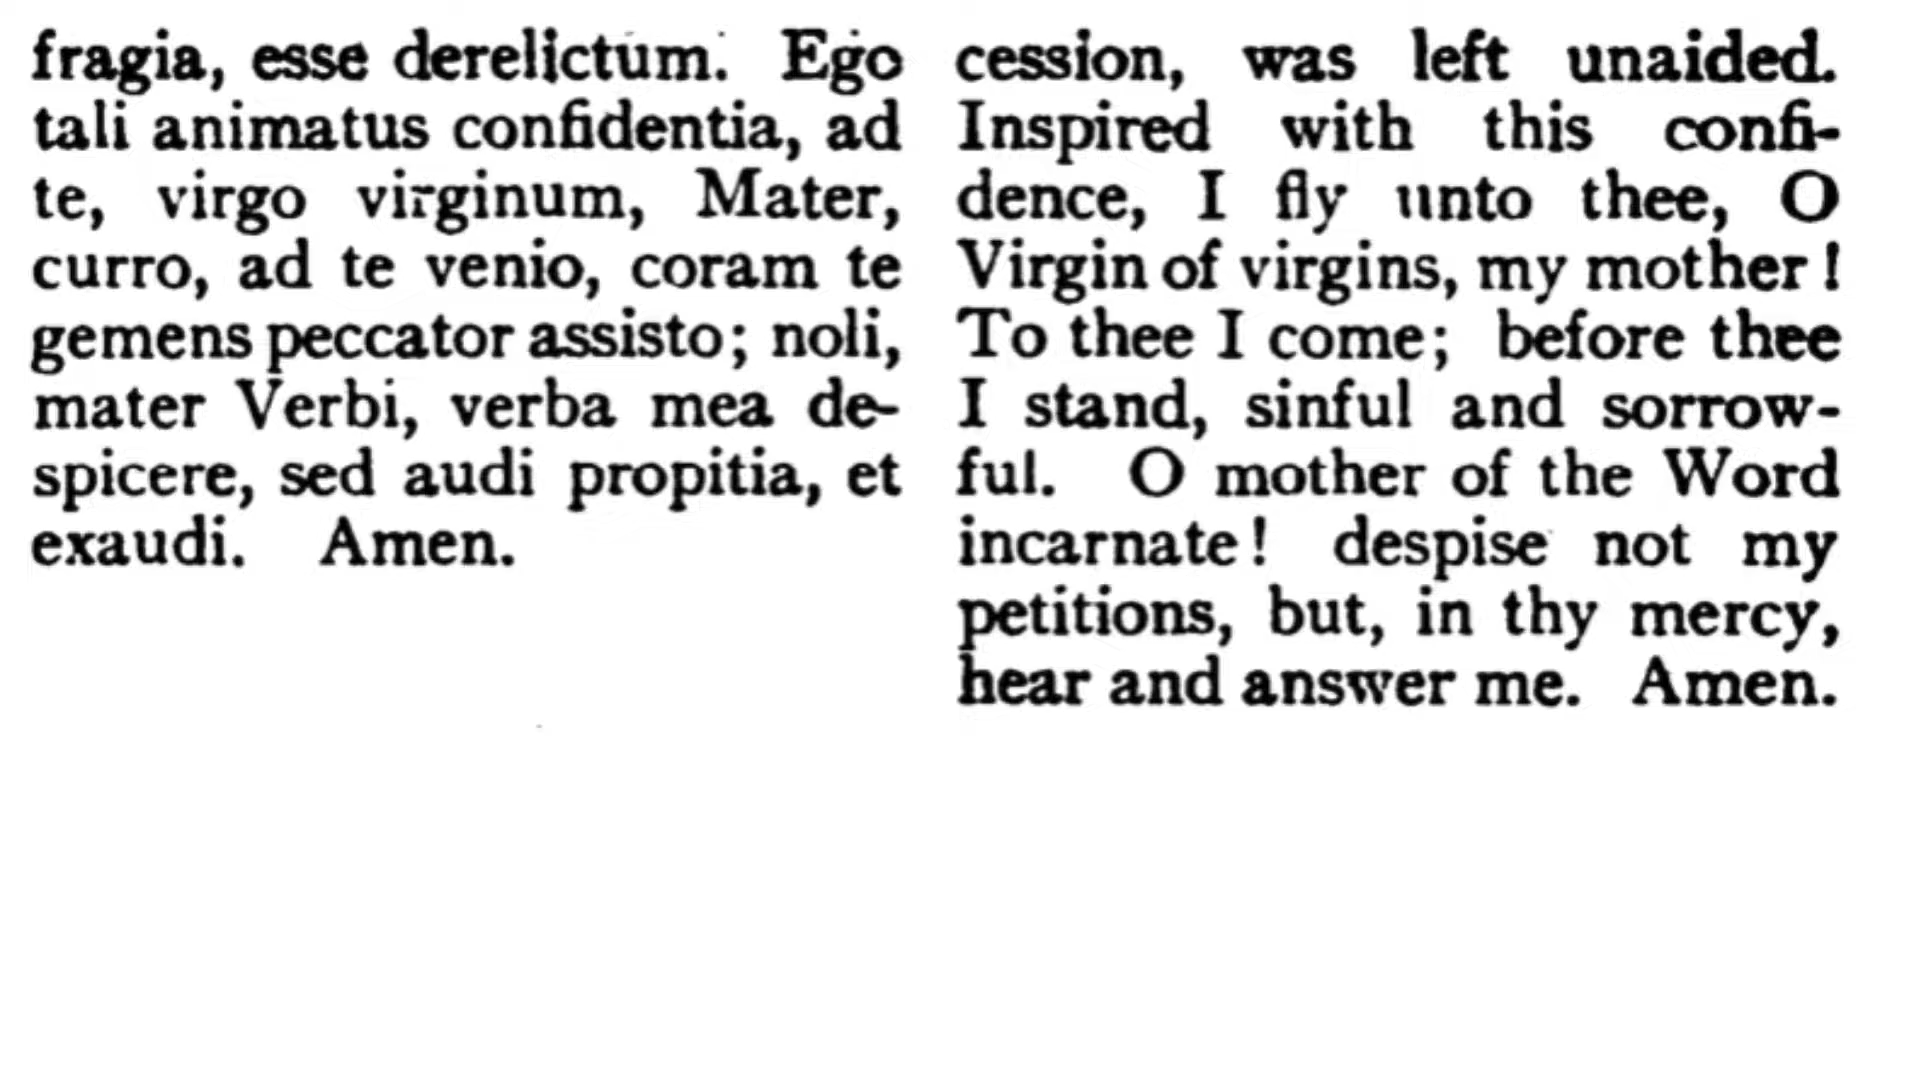 fragia, esse derelictum. Ego
tali animatus confidentia, ad
te, virgo virginum, Mater,
curro, ad te venio, coram te
gemens peccator assisto; noli,
mater Verbi, verba mea de-
spicere, sed audi propitia, et
exaudi. Amen.
cession, was left unaided.
Inspired with this confi-
dence, I fly unto thee, O
Virgin of virgins, my mother!
To thee I come; before thee
I stand, sinful and sorrow-
ful. O mother of the Word
incarnate! despise not my
petitions, but, in thy mercy,
hear and answer me. Amen.